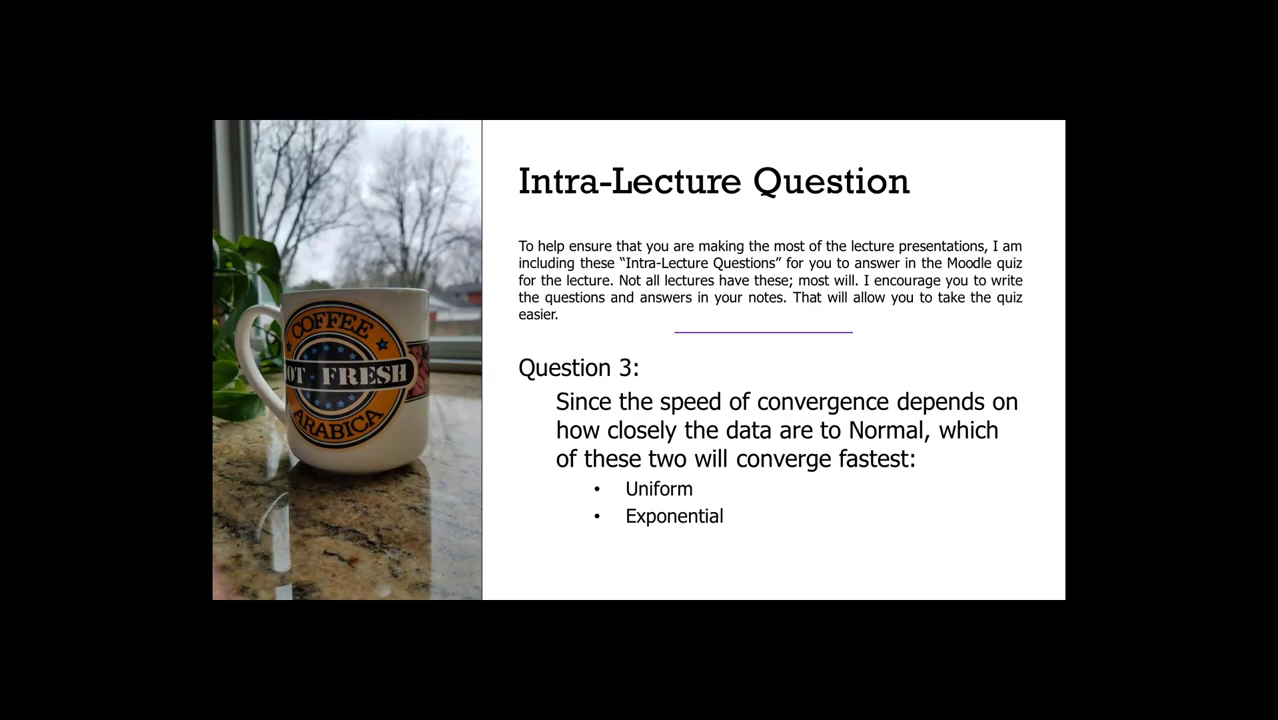 Intra-Lecture Question
To help ensure that you are making the most of the lecture presentations, I am
including these “Intra-Lecture Questions” for you to answer in the Moodle quiz
for the lecture. Not all lectures have these; most will. I encourage you to write
the questions and answers in your notes. That will allow you to take the quiz
easier.
Question 3:
Since the speed of convergence depends on
how closely the data are to Normal, which
of these two will converge fastest:
• Uniform
• Exponential
COFFEE
OT FRESH
ARABICA